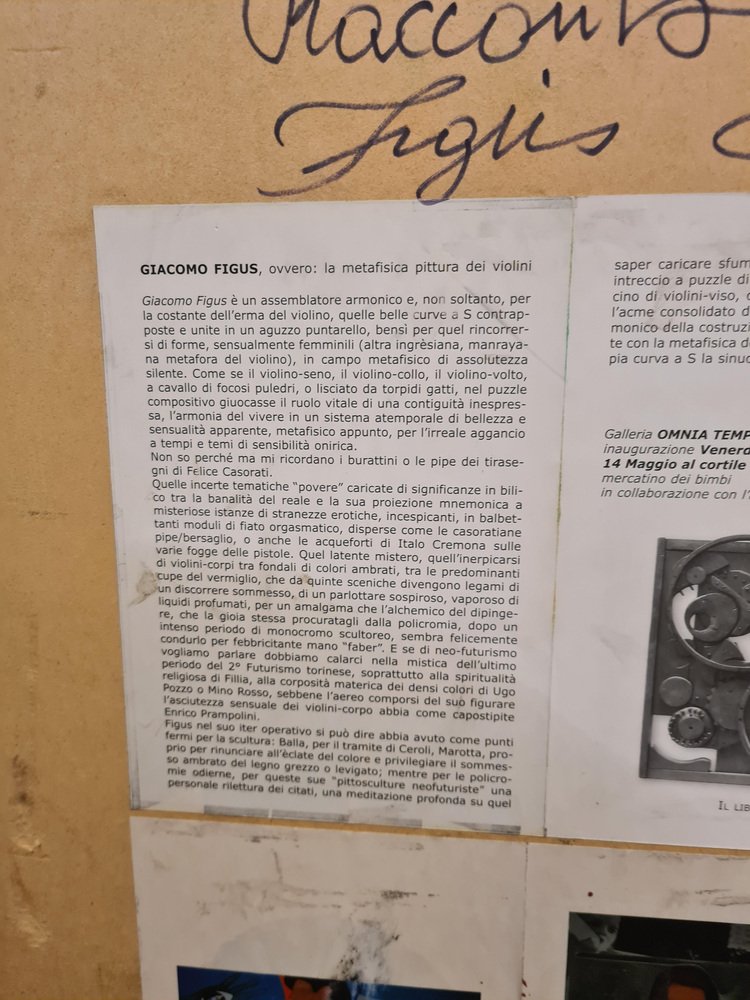 Racconta
Figus
GIACOMO FIGUS, ovvero: la metafisica pittura dei violini
Giacomo Figus è un assemblatore armonico e, non soltanto, per
la costante dell'erma del violino, quelle belle curve a S contrap-
poste e unite in un aguzzo puntarello, bensì per quel rincorrer-
si di forme, sensualmente femminili (altra ingrèsiana, manraya-
na metafora del violino), in campo metafisico di assolutezza
silente. Come se il violino-seno, il violino-collo, il violino-volto,
a cavallo di focosi puledri, o lisciato da torpidi gatti, nel puzzle
compositivo giuocasse il ruolo vitale di una contiguità inespres-
sa, l'armonia del vivere in un sistema atemporale di bellezza e
sensualità apparente, metafisico appunto, per l'irreale aggancio
a tempi e temi di sensibilità onirica.
Non so perché ma mi ricordano i burattini o le pipe dei tirase-
gni di Felice Casorati.
Quelle incerte tematiche "povere" caricate di significanze in bili-
co tra la banalità del reale e la sua proiezione mnemonica a
misteriose istanze di stranezze erotiche, incespicanti, in balbet-
tanti moduli di fiato orgasmatico, disperse come le casoratiane
pipe/bersaglio, o anche le acqueforti di Italo Cremona sulle
varie fogge delle pistole. Quel latente mistero, quell'inerpicarsi
di violini-corpi tra fondali di colori ambrati, tra le predominanti
cupe del vermiglio, che da quinte sceniche divengono legami di
un discorrere sommesso, di un parlottare sospiroso, vaporoso di
liquidi profumati, per un amalgama che l'alchemico del dipinge-
re, che la gioia stessa procuratagli dalla policromia, dopo un
intenso periodo di monocromo scultoreo, sembra felicemente
condurlo per febbricitante mano "faber". E se di neo-futurismo
vogliamo parlare dobbiamo calarci nella mistica dell'ultimo
periodo del 2° Futurismo torinese, soprattutto alla spiritualità
religiosa di Fillia, alla corposità materica dei densi colori di Ugo
Pozzo o Mino Rosso, sebbene l'aereo comporsi del suo figurare
l'asciutezza sensuale dei violini-corpo abbia come capostipite
Enrico Prampolini.
Figus nel suo iter operativo si può dire abbia avuto come punti
fermi per la scultura: Balla, per il tramite di Ceroli, Marotta, pro-
prio per rinunciare all'èclate del colore e privilegiare il sommes-
so ambrato del legno grezzo o levigato; mentre per le policro-
mie odierne, per queste sue "pittosculture neofuturiste" una
personale rilettura dei citati, una meditazione profonda su quel
saper caricare sfum
intreccio a puzzle di
cino di violini-viso,
l'acme consolidato d
monico della costruzi
te con la metafisica d
pia curva a S la sinuo
Galleria OMNIA TEMP
inaugurazione Venerd
14 Maggio al cortile
mercatino dei bimbi
in collaborazione con l'
IL LIB